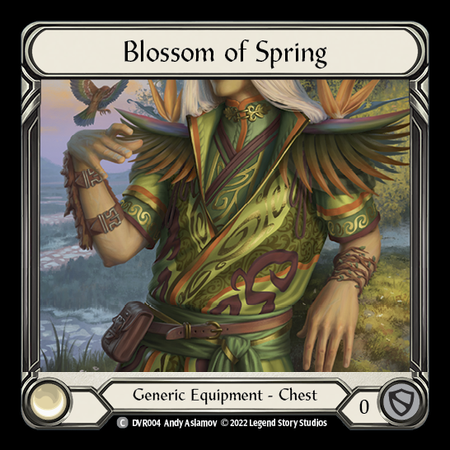 Blossom of Spring
Generic Equipment - Chest
0
C DVR004 Andy Aslamov © 2022 Legend Story Studios